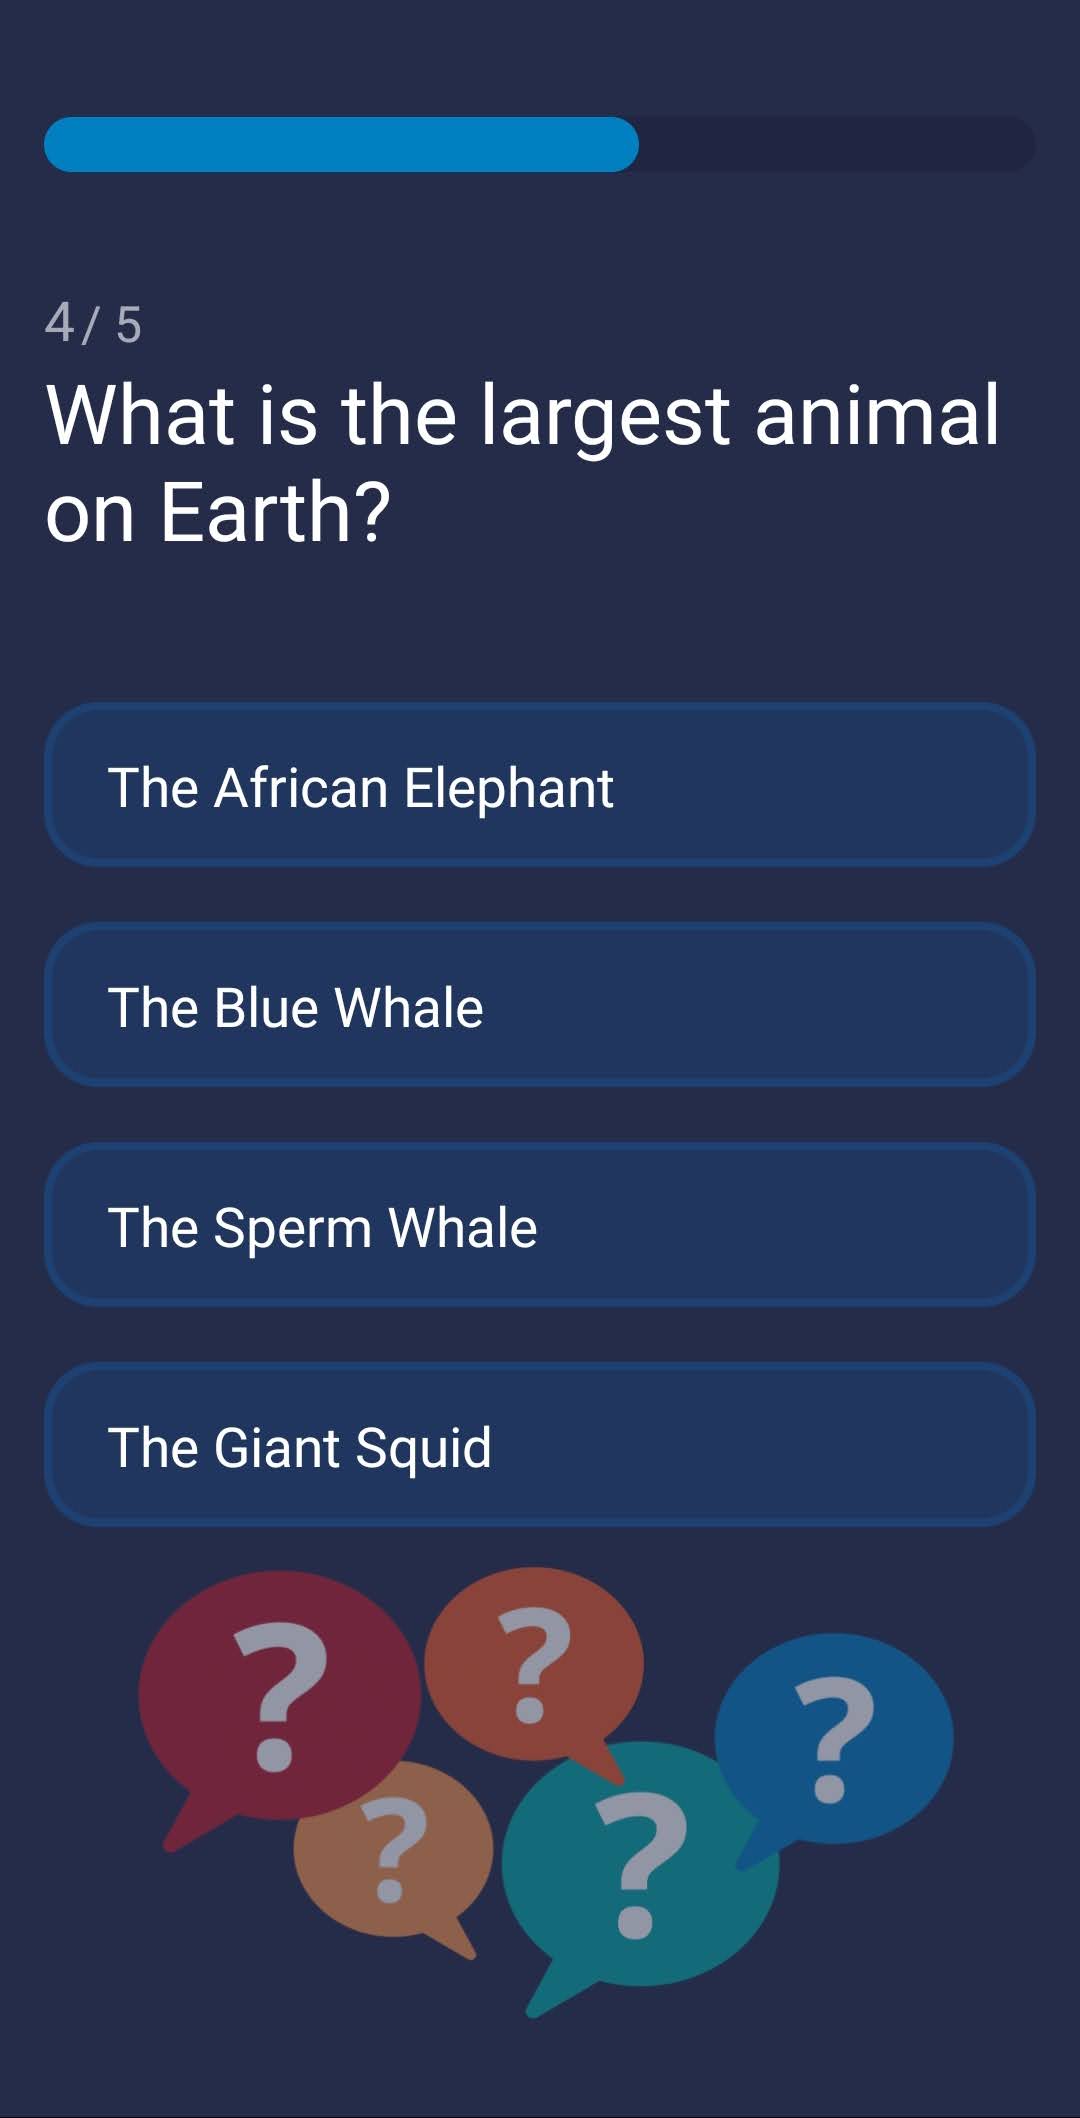 4/ 5
What is the largest animal
on Earth?
The African Elephant
The Blue Whale
The Sperm Whale
The Giant Squid
?
?
?
?
?